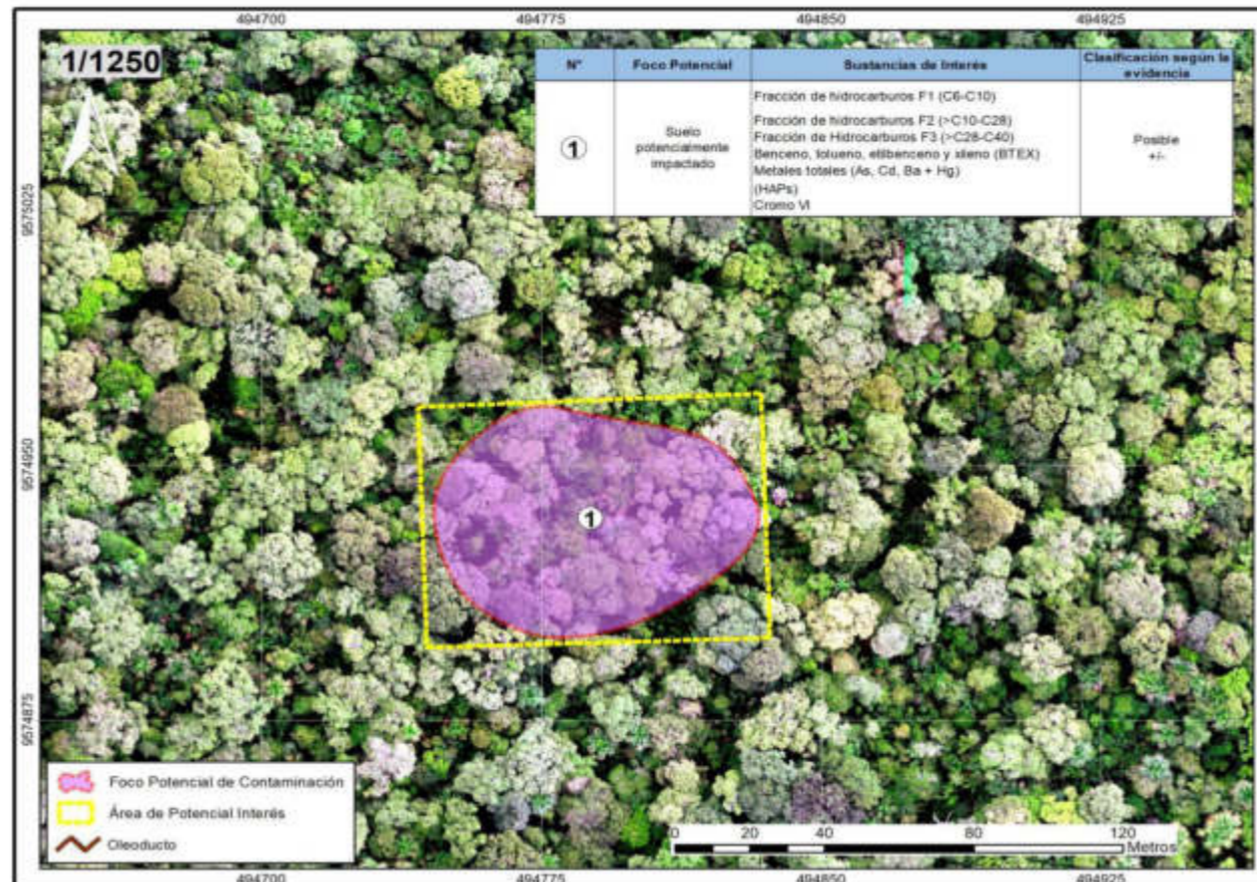 494700 494775 494850 494925
1/1250
N° Foco Potencial Sustancias de Interés Clasificación según la evidencia
1 Suelo potencialmente impactado
Fracción de hidrocarburos F1 (C6-C10)
Fracción de hidrocarburos F2 (>C10-C28)
Fracción de Hidrocarburos F3 (>C28-C40)
Benceno, tolueno, etilbenceno y xileno (BTEX)
Metales totales (As, Cd, Ba + Hg)
(HAPs)
Cromo VI
Posible
+/-
9575025
9574950
9574875
1
Foco Potencial de Contaminación
Área de Potencial Interés
Oleoducto
0 20 40 80 120
Metros
494700 494775 494850 494925